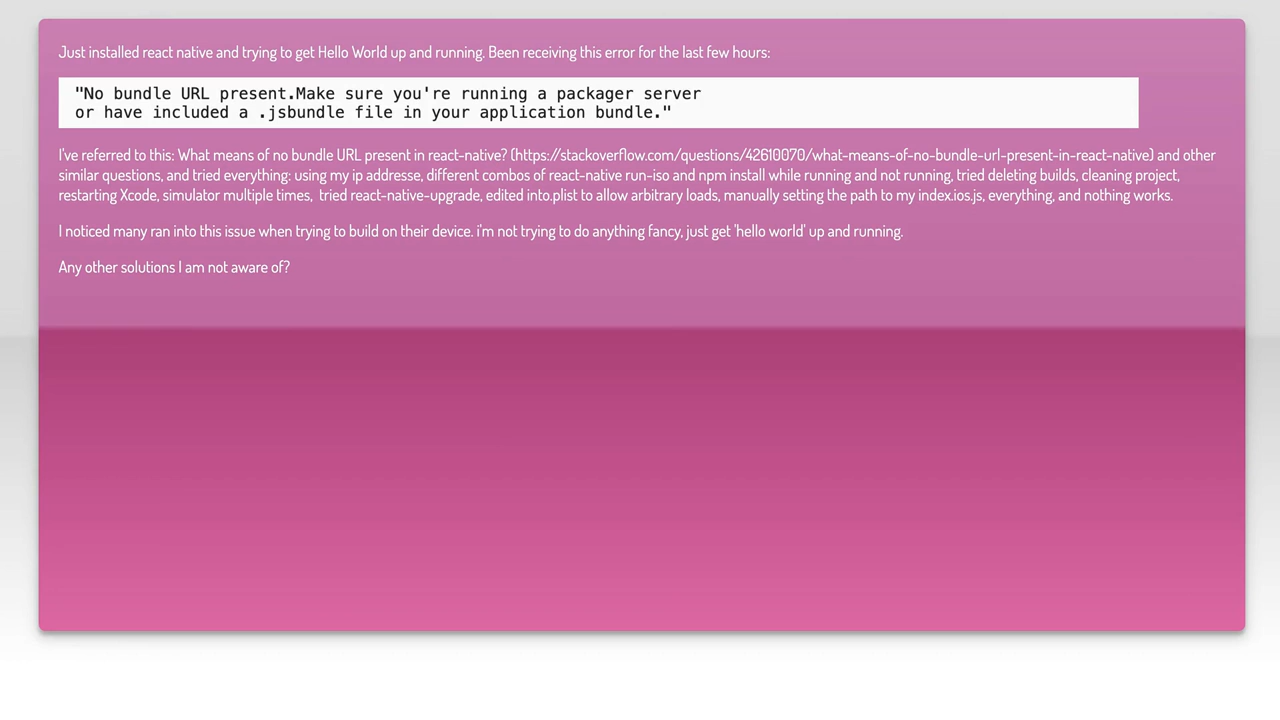 Just installed react native and trying to get Hello World up and running. Been receiving this error for the last few hours:
"No bundle URL present.Make sure you're running a packager server
or have included a .jsbundle file in your application bundle."
I've referred to this: What means of no bundle URL present in react-native? (https://stackoverflow.com/questions/42610070/what-means-of-no-bundle-url-present-in-react-native) and other
similar questions, and tried everything: using my ip addresse, different combos of react-native run-iso and npm install while running and not running, tried deleting builds, cleaning project,
restarting Xcode, simulator multiple times,  tried react-native-upgrade, edited into.plist to allow arbitrary loads, manually setting the path to my index.ios.js, everything, and nothing works.
I noticed many ran into this issue when trying to build on their device. i'm not trying to do anything fancy, just get 'hello world' up and running.
Any other solutions I am not aware of?